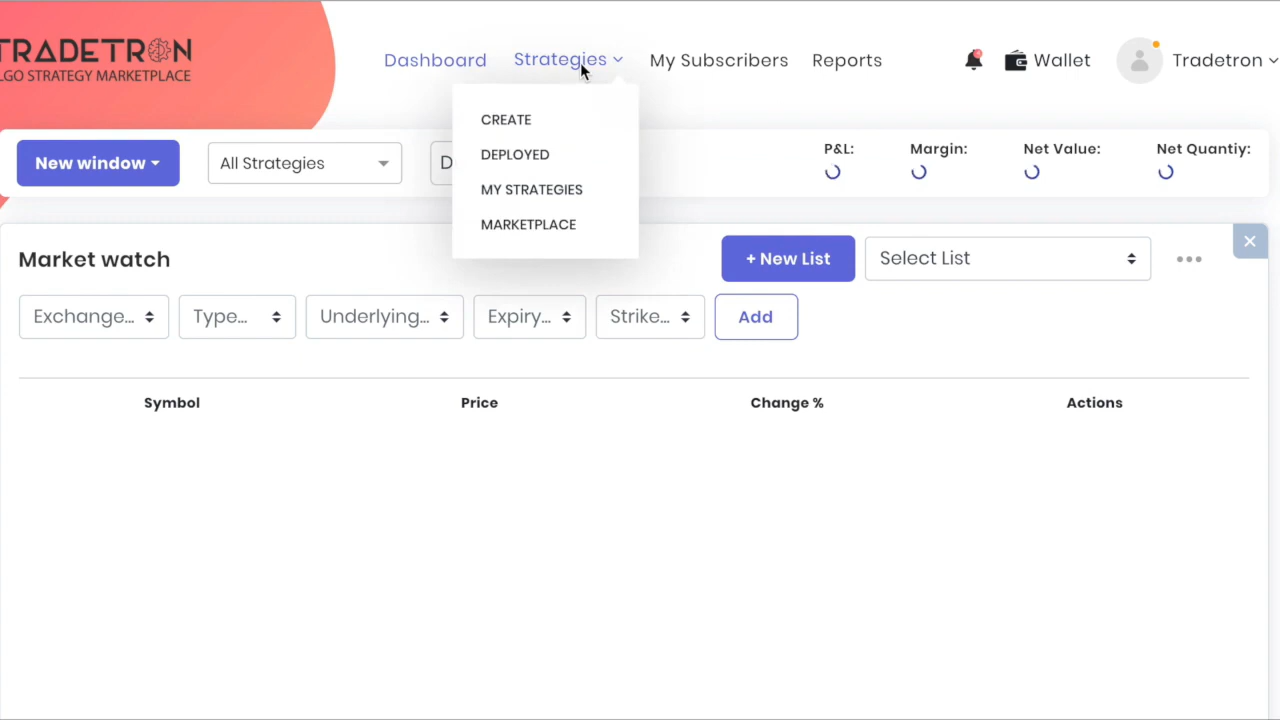 TRADETRON
LGO STRATEGY MARKETPLACE
Dashboard
Strategies
My Subscribers
Reports
Wallet
Tradetron
CREATE
DEPLOYED
MY STRATEGIES
MARKETPLACE
New window
All Strategies
D
P&L:
Margin:
Net Value:
Net Quantiy:
Market watch
+ New List
Select List
Exchange...
Type...
Underlying...
Expiry...
Strike...
Add
Symbol
Price
Change %
Actions